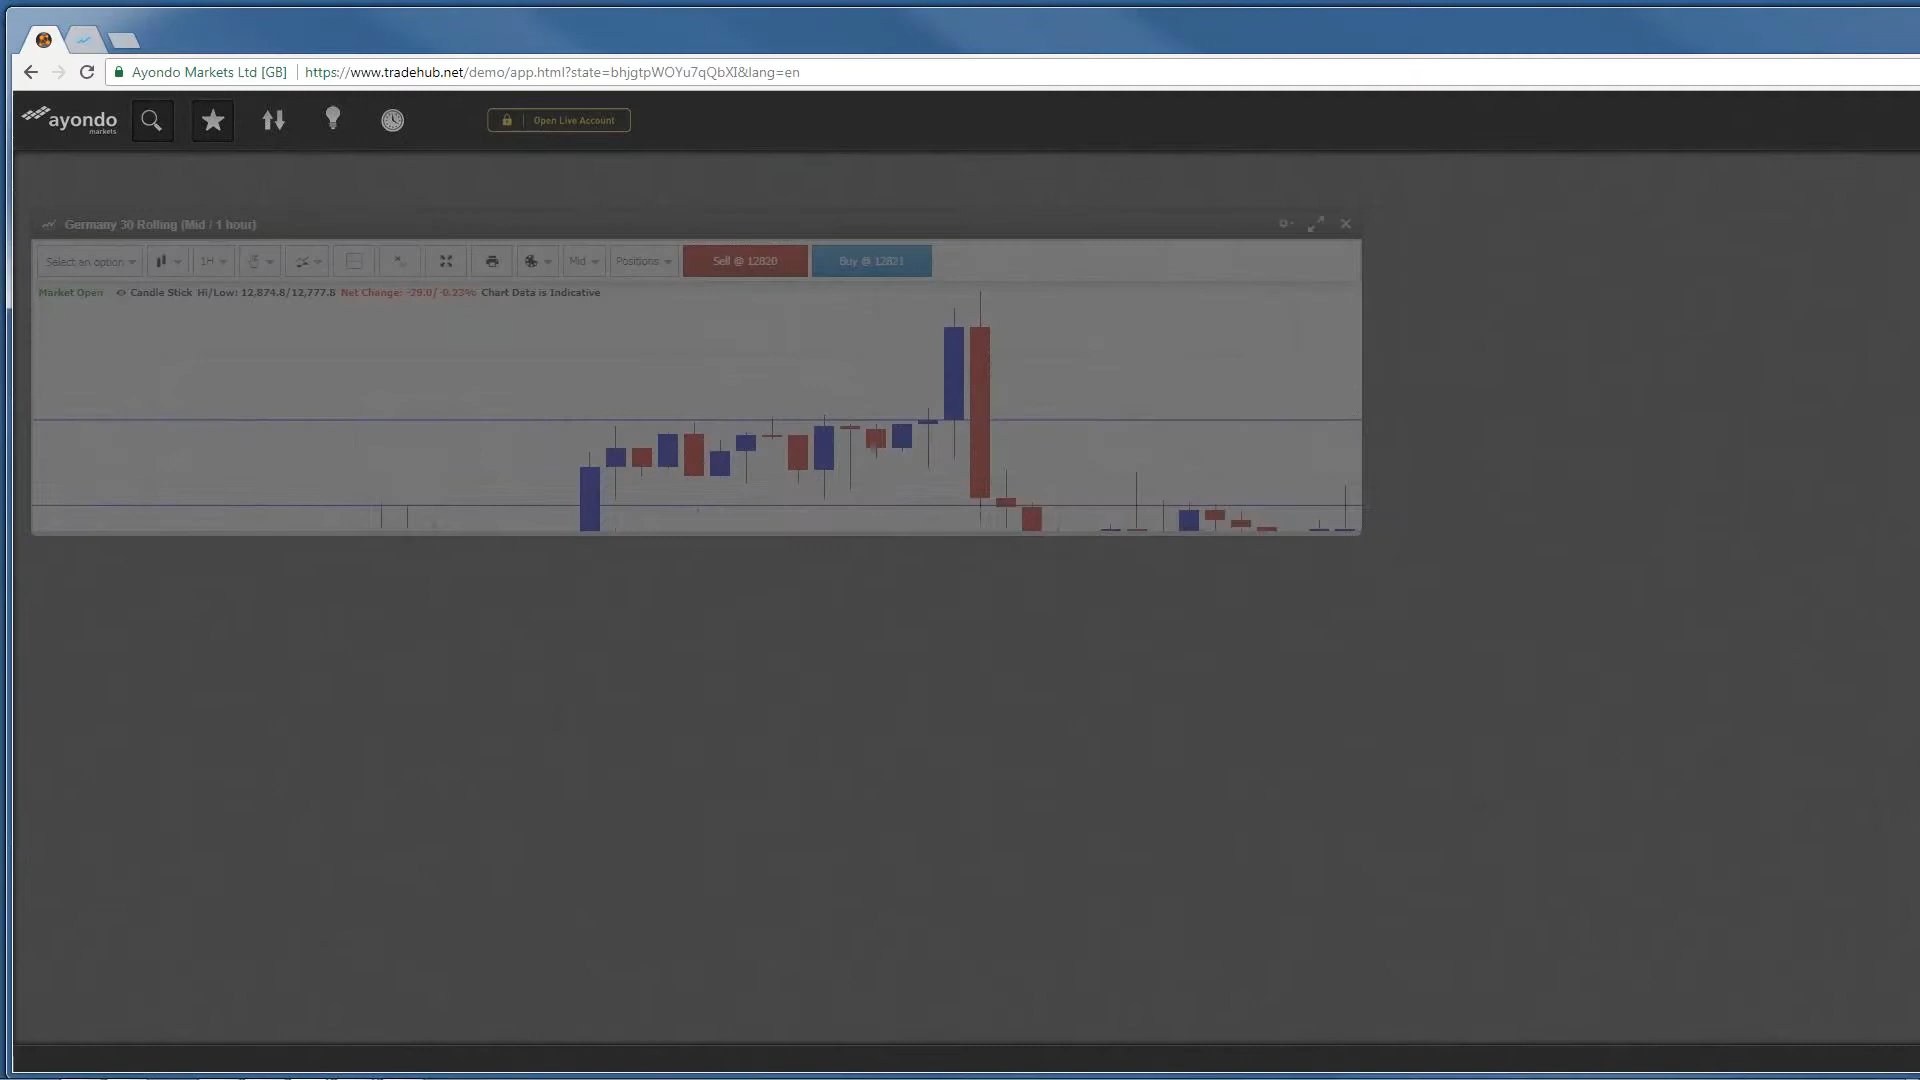 Ayondo Markets Ltd [GB] https://www.tradehub.net/demo/app.html?state=bhjgtpWOYu7qQbXI&lang=en
ayondo
markets
Open Live Account
Germany 30 Rolling (Mid / 1 hour)
Select an option 1H Mid Positions Sell @ 12820 Buy @ 12821
Market Open Candle Stick Hi/Low: 12,874.8/12,777.8 Net Change: -29.0/-0.23% Chart Data is Indicative